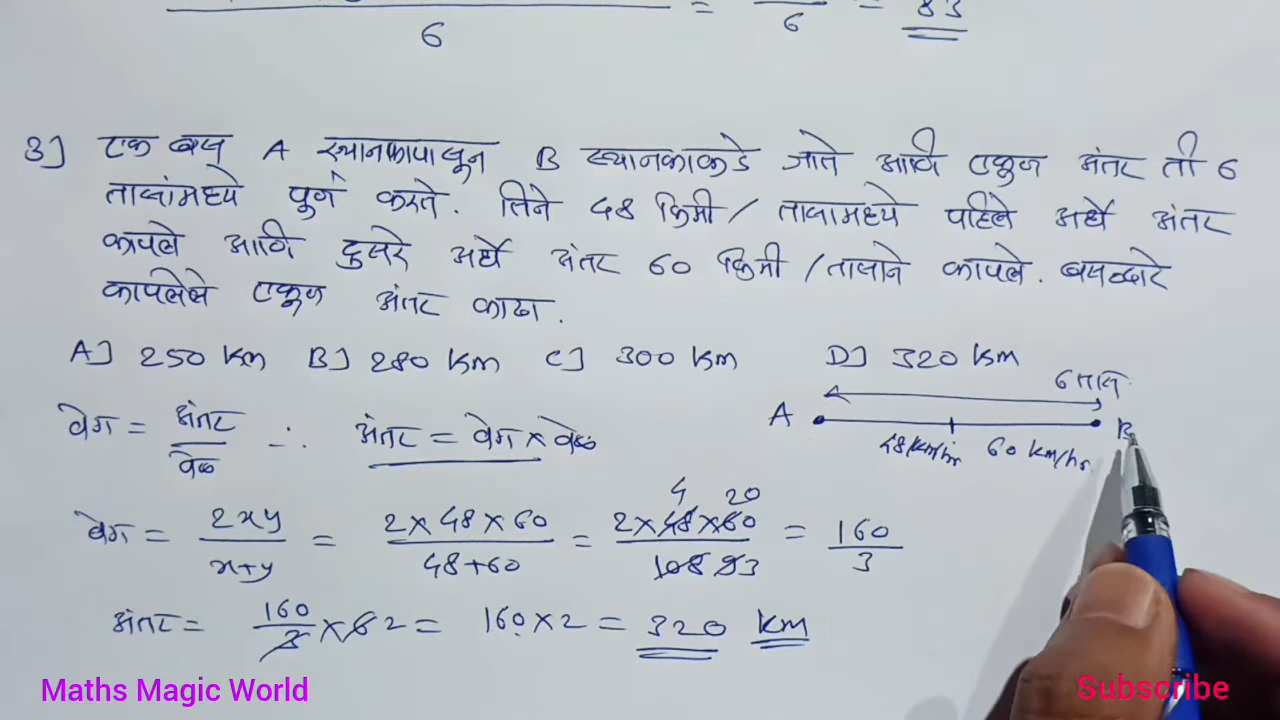 6 = 6 = 83
3] एक बस A स्थानकापासून B स्थानकाकडे जाते आणि एकूण अंतर ती 6
तासांमध्ये पूर्ण करते. तिने 48 किमी / तासामध्ये पहिले अर्धे अंतर
कापले आणि दुसरे अर्धे अंतर 60 किमी /तासाने कापले. बसद्वारे
कापलेले एकूण अंतर काढा.
A] 250 Km B] 280 Km C] 300 Km D] 320 Km
6 तास
A B
48 km/hr 60 km/hr
वेग = अंतर / वेळ ∴ अंतर = वेग × वेळ
वेग = 2xy / x+y = 2×48×60 / 48+60 = 2×48×60 / 108 = 160 / 3
4 20
9 3
अंतर = 160 / 3 × 6 2 = 160 × 2 = 320 Km
Maths Magic World
Subscribe